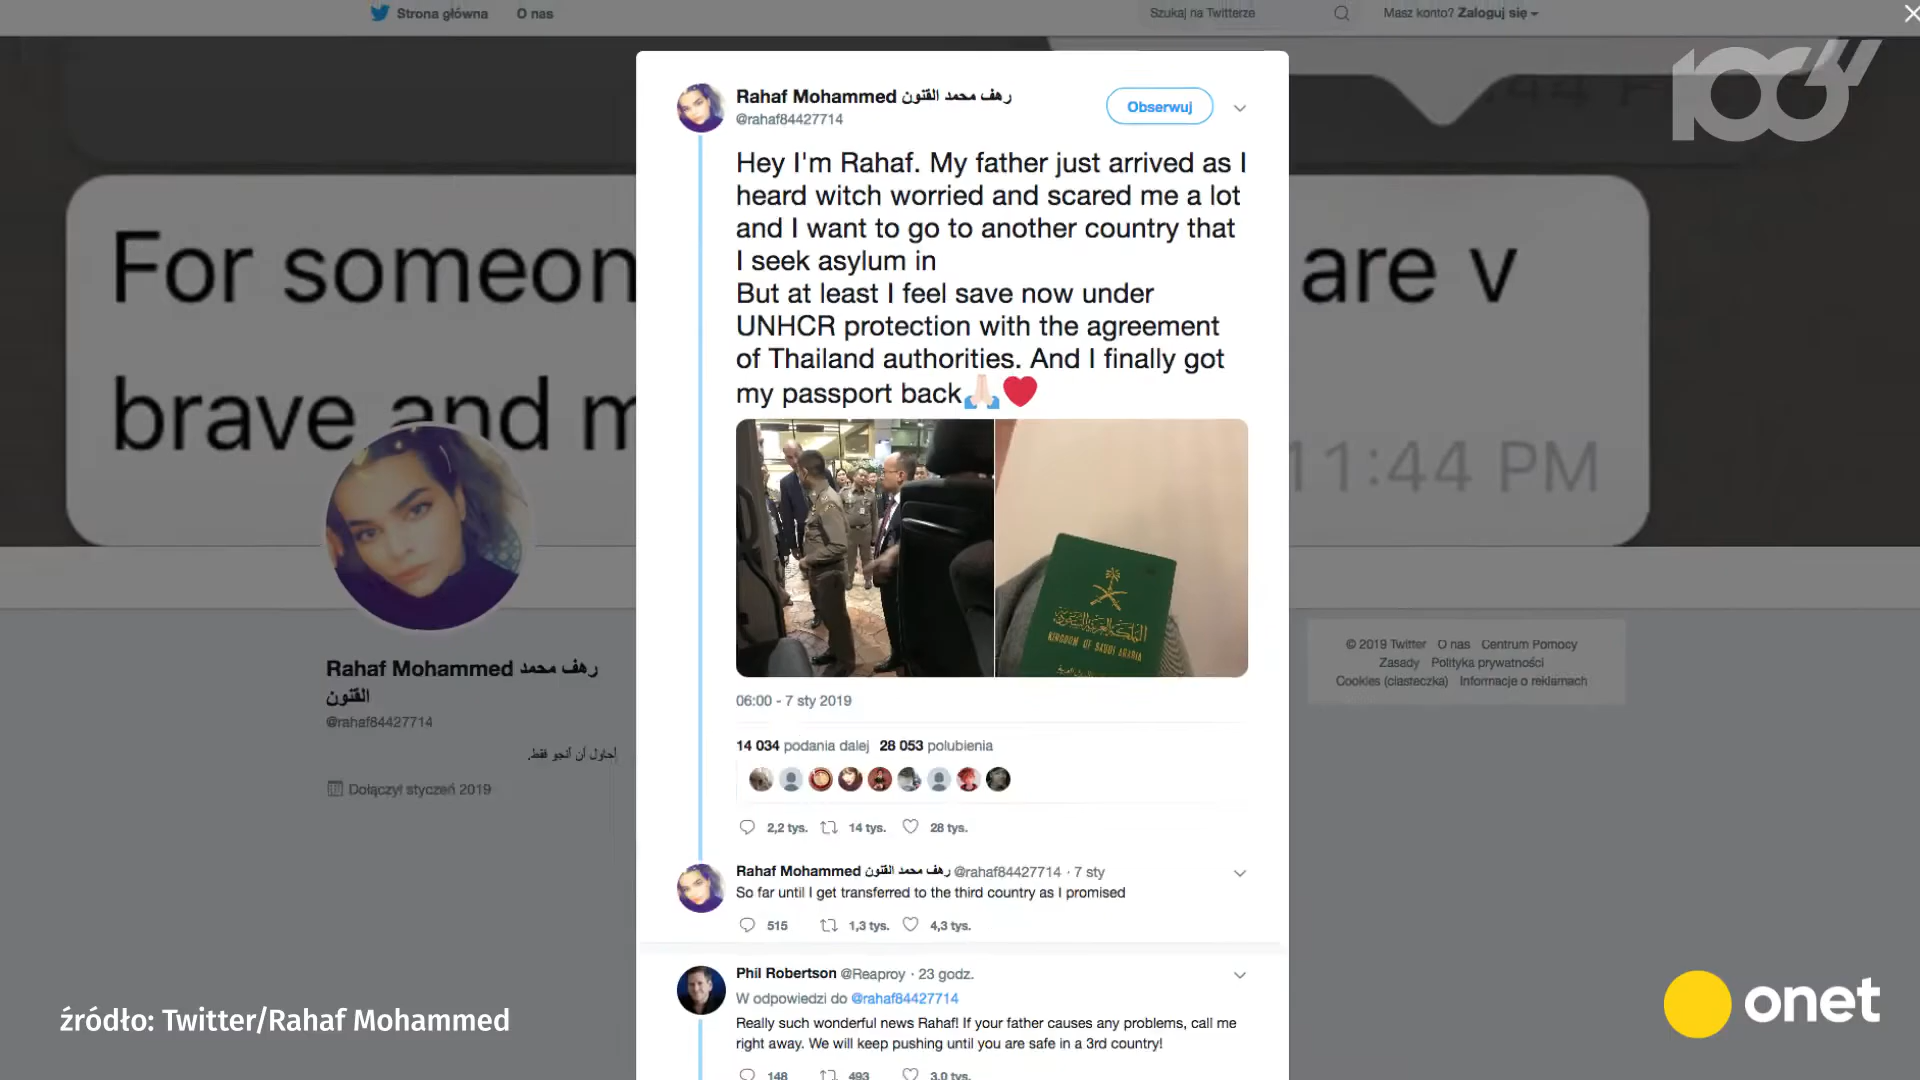 Strona główna
O nas
Szukaj na Twitterze
Masz konto? Zaloguj się
100
Rahaf Mohammed رهف محمد القنون
@rahaf84427714
Obserwuj
Hey I'm Rahaf. My father just arrived as I
heard witch worried and scared me a lot
and I want to go to another country that
I seek asylum in
But at least I feel save now under
UNHCR protection with the agreement
of Thailand authorities. And I finally got
my passport back🙏🏻❤️
المملكة العربية السعودية
KINGDOM OF SAUDI ARABIA
06:00 - 7 sty 2019
14 034 podania dalej 28 053 polubienia
2,2 tys. 14 tys. 28 tys.
Rahaf Mohammed رهف محمد القنون @rahaf84427714 · 7 sty
So far until I get transferred to the third country as I promised
515 1,3 tys. 4,3 tys.
Phil Robertson @Reaproy · 23 godz.
W odpowiedzi do @rahaf84427714
Really such wonderful news Rahaf! If your father causes any problems, call me
right away. We will keep pushing until you are safe in a 3rd country!
148 493 3,0 tys.
For someon
are v
brave and m
11:44 PM
Rahaf Mohammed رهف محمد
القنون
@rahaf84427714
احاول أن أنجو فقط.
Dołączył styczeń 2019
© 2019 Twitter O nas Centrum Pomocy
Zasady Polityka prywatności
Cookies (ciasteczka) Informacje o reklamach
źródło: Twitter/Rahaf Mohammed
onet